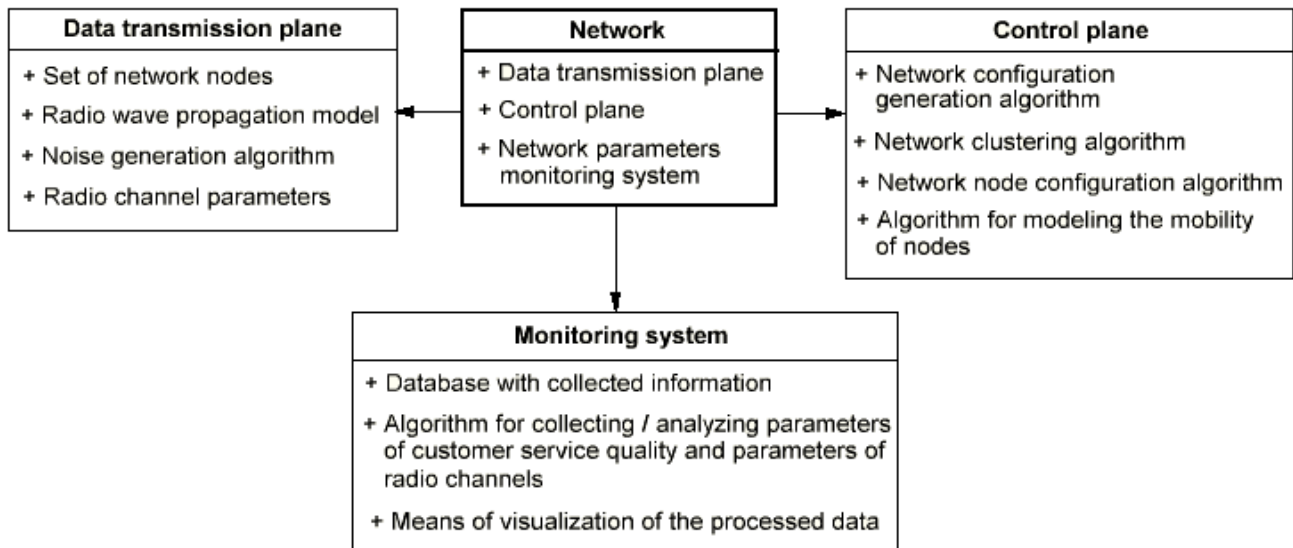 Data transmission plane
+ Set of network nodes
+ Radio wave propagation model
+ Noise generation algorithm
+ Radio channel parameters
Network
+ Data transmission plane
+ Control plane
+ Network parameters
monitoring system
Control plane
+ Network configuration
generation algorithm
+ Network clustering algorithm
+ Network node configuration algorithm
+ Algorithm for modeling the mobility
of nodes
Monitoring system
+ Database with collected information
+ Algorithm for collecting / analyzing parameters
of customer service quality and parameters of
radio channels
+ Means of visualization of the processed data